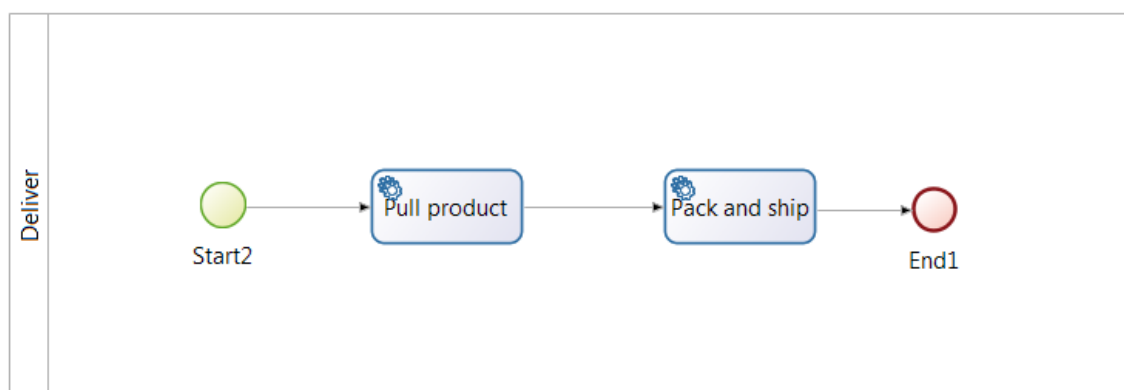 Deliver
Start2
Pull product
Pack and ship
End1